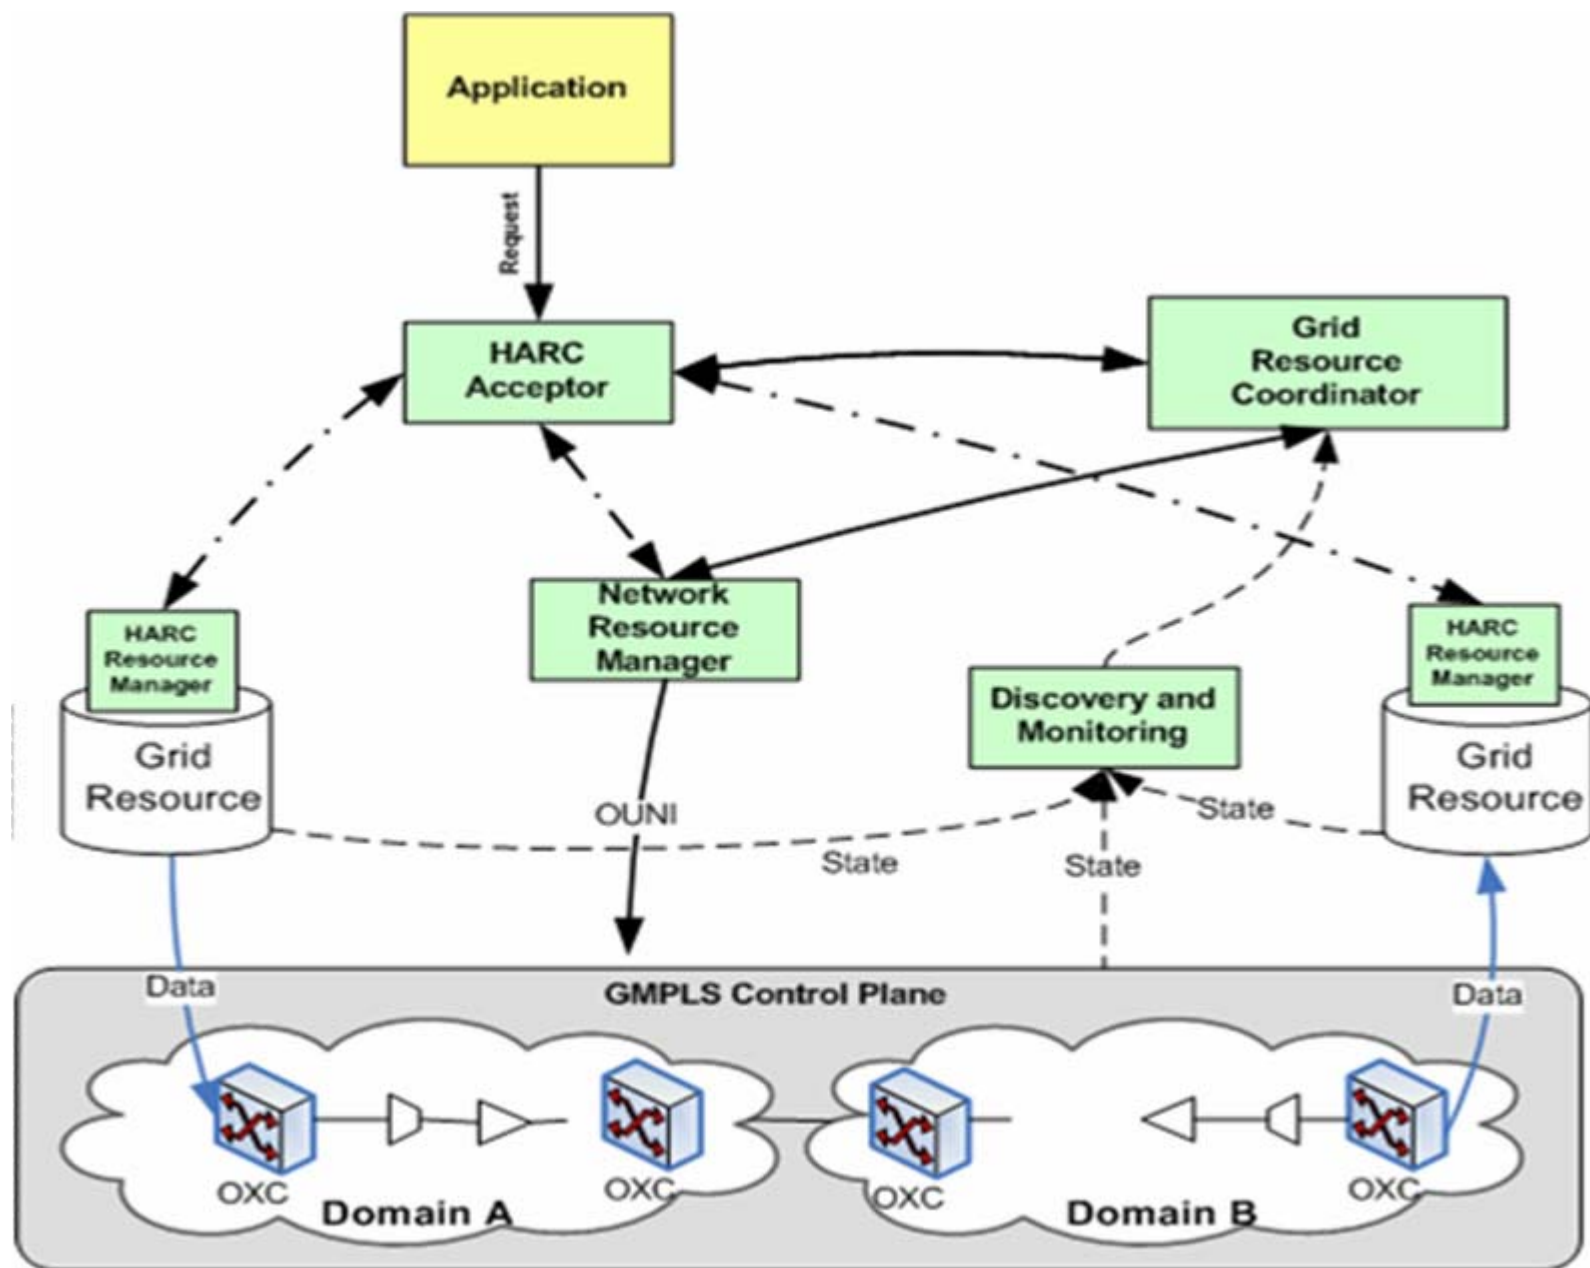 Application
Request
HARC
Acceptor
Grid
Resource
Coordinator
Network
Resource
Manager
HARC
Resource
Manager
Grid
Resource
HARC
Resource
Manager
Grid
Resource
Discovery and
Monitoring
OUNI
State
State
State
Data
GMPLS Control Plane
Data
OXC
OXC
OXC
OXC
Domain A
Domain B